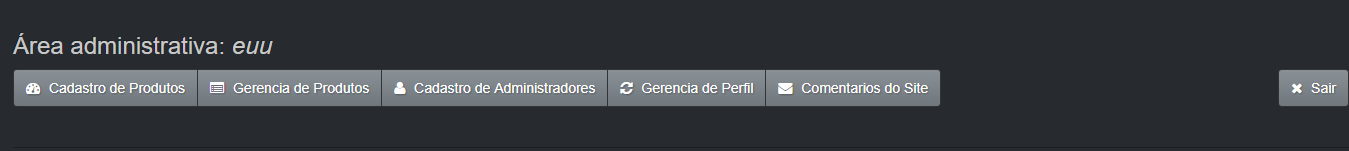 Área administrativa: euu
Cadastro de Produtos Gerencia de Produtos Cadastro de Administradores Gerencia de Perfil Comentarios do Site Sair